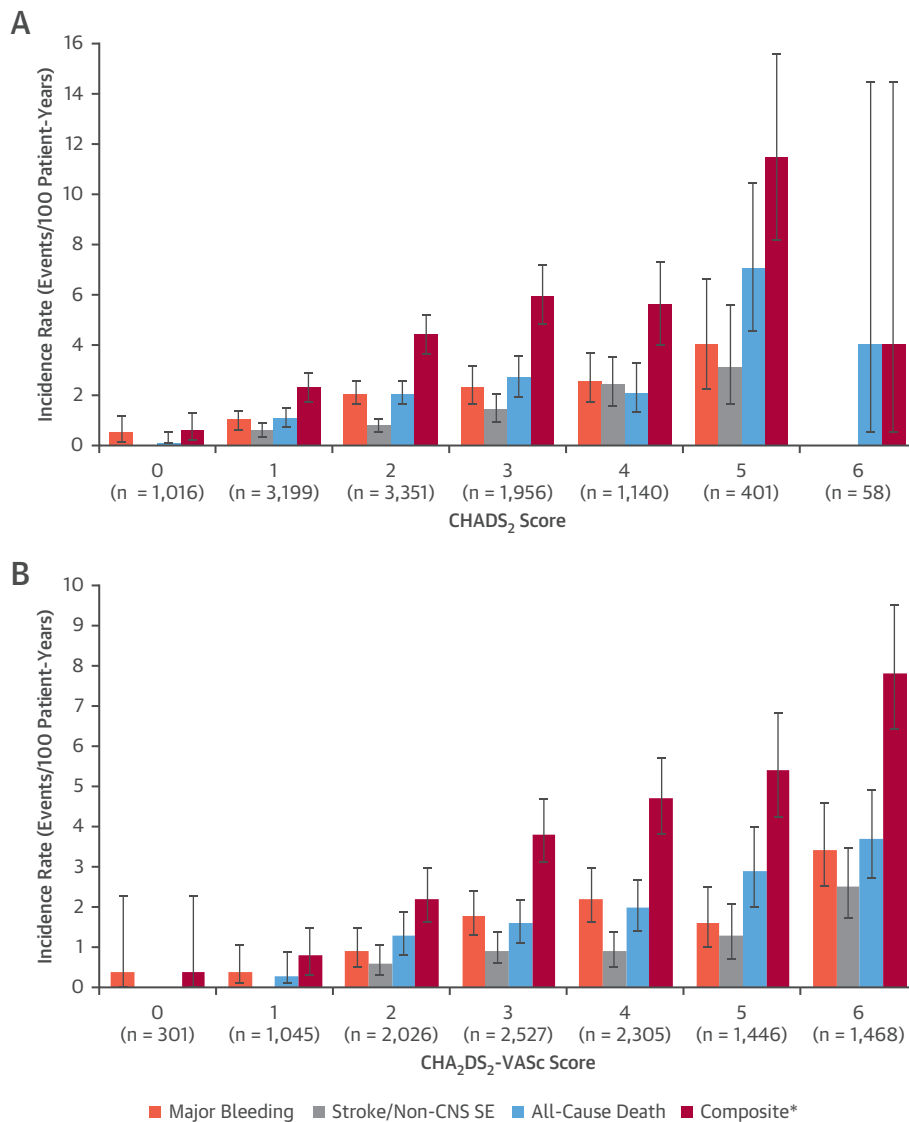 A
Incidence Rate (Events/100 Patient-Years)
16
14
12
10
8
6
4
2
0
0 1 2 3 4 5 6
(n = 1,016) (n = 3,199) (n = 3,351) (n = 1,956) (n = 1,140) (n = 401) (n = 58)
CHADS₂ Score
B
Incidence Rate (Events/100 Patient-Years)
10
9
8
7
6
5
4
3
2
1
0
0 1 2 3 4 5 6
(n = 301) (n = 1,045) (n = 2,026) (n = 2,527) (n = 2,305) (n = 1,446) (n = 1,468)
CHA₂DS₂-VASc Score
Major Bleeding Stroke/Non-CNS SE All-Cause Death Composite*